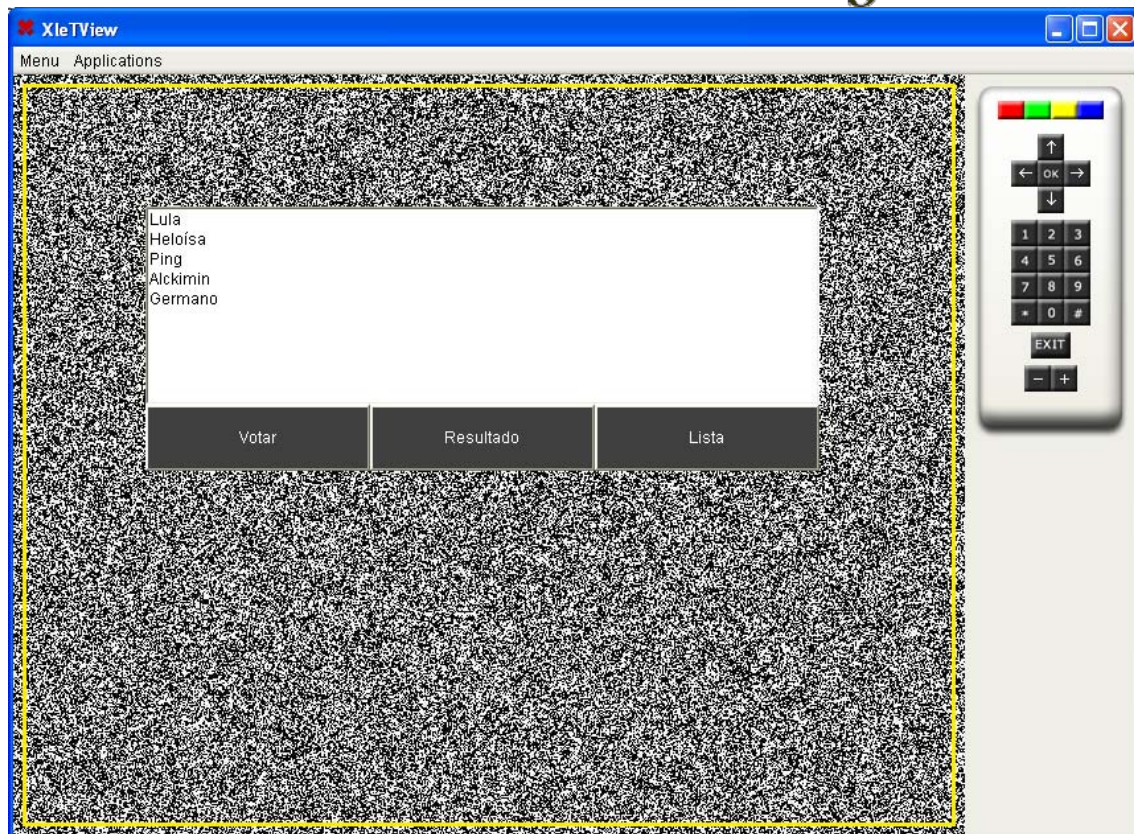 XleTView
Menu Applications
Lula
Heloísa
Ping
Alckimin
Germano
Votar Resultado Lista
↑
← OK →
↓
1 2 3
4 5 6
7 8 9
* 0 #
EXIT
− +